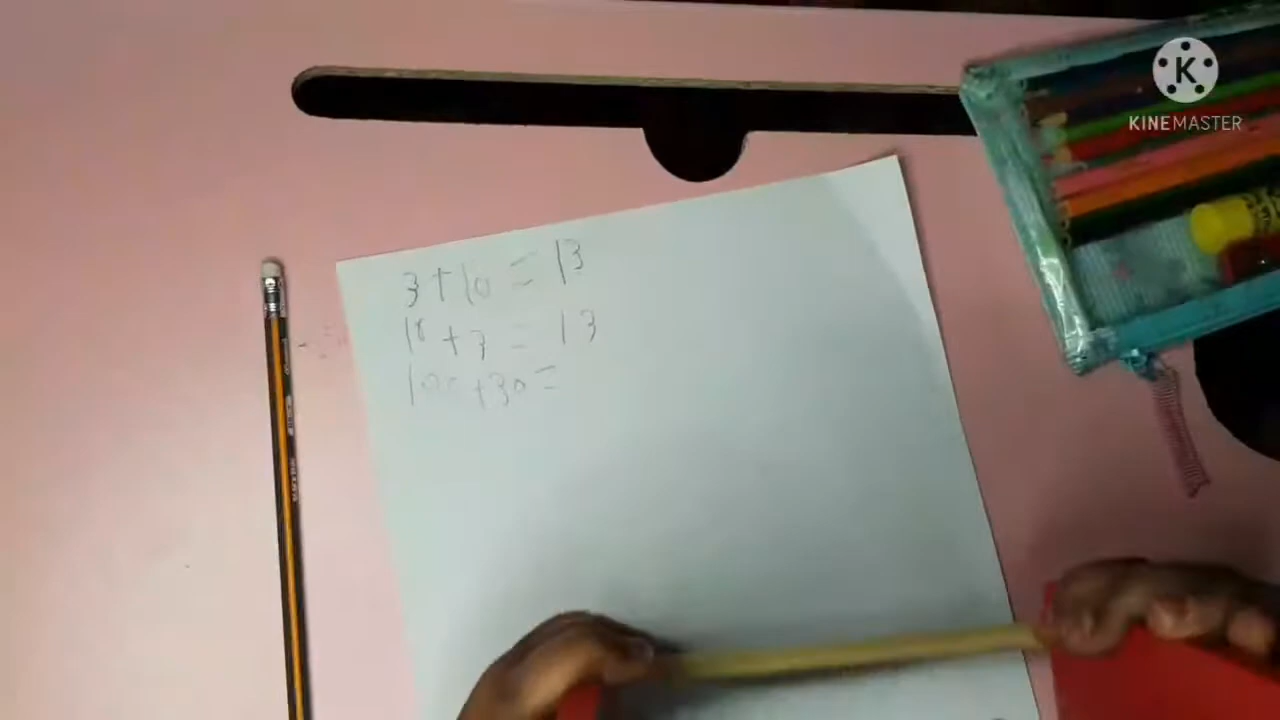 3 + 10 = 13
10 + 3 = 13
100 + 30 =
K
KINEMASTER